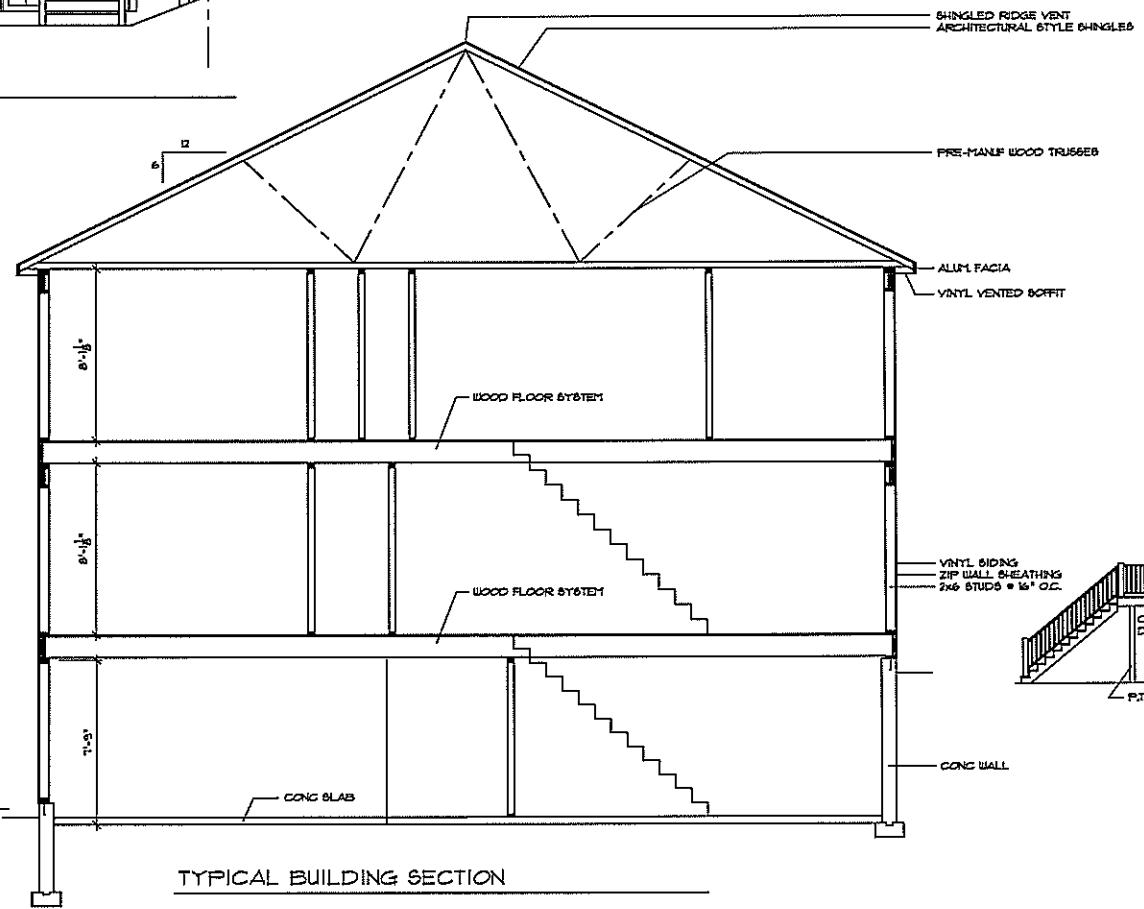 SHINGLED RIDGE VENT
ARCHITECTURAL STYLE SHINGLES
12
6
PRE-MANUF WOOD TRUSSES
ALUM. FACIA
VINYL VENTED SOFFIT
8'-1 1/8"
WOOD FLOOR SYSTEM
8'-1 1/8"
VINYL SIDING
ZIP WALL SHEATHING
2x6 STUDS @ 16" O.C.
WOOD FLOOR SYSTEM
P.T
7'-9"
CONC WALL
CONC SLAB
TYPICAL BUILDING SECTION